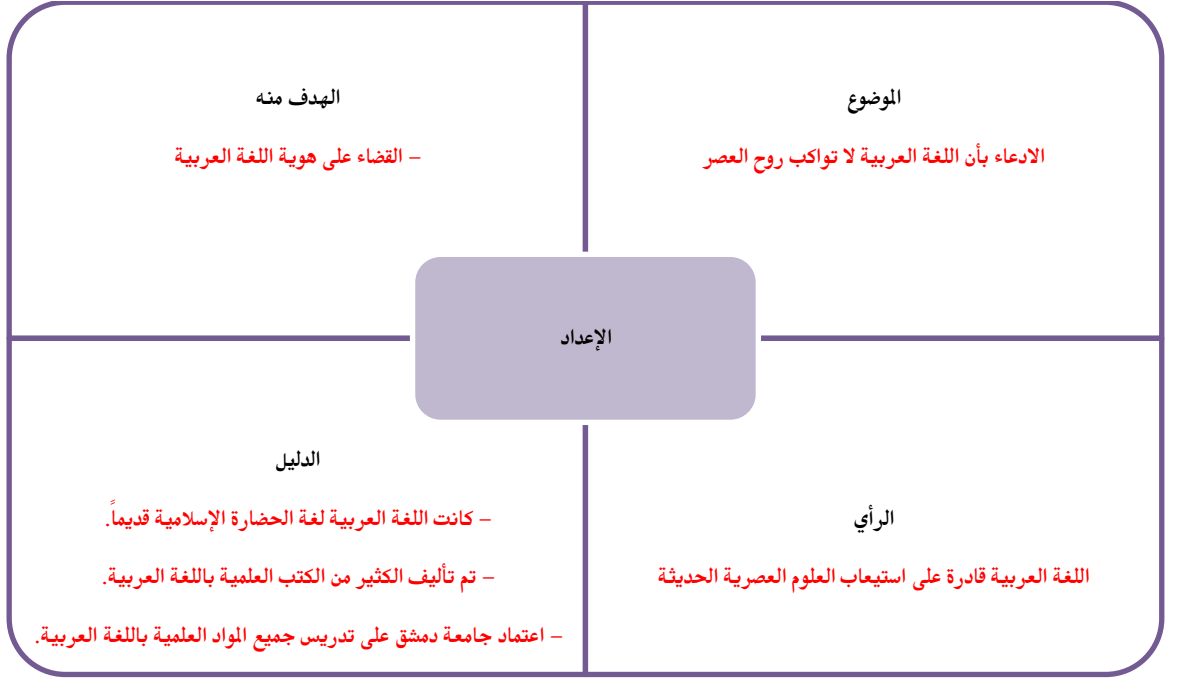 الموضوع
الادعاء بأن اللغة العربية لا تواكب روح العصر
الهدف منه
– القضاء على هوية اللغة العربية
الإعداد
الرأي
اللغة العربية قادرة على استيعاب العلوم العصرية الحديثة
الدليل
– كانت اللغة العربية لغة الحضارة الإسلامية قديماً.
– تم تأليف الكثير من الكتب العلمية باللغة العربية.
– اعتماد جامعة دمشق على تدريس جميع المواد العلمية باللغة العربية.